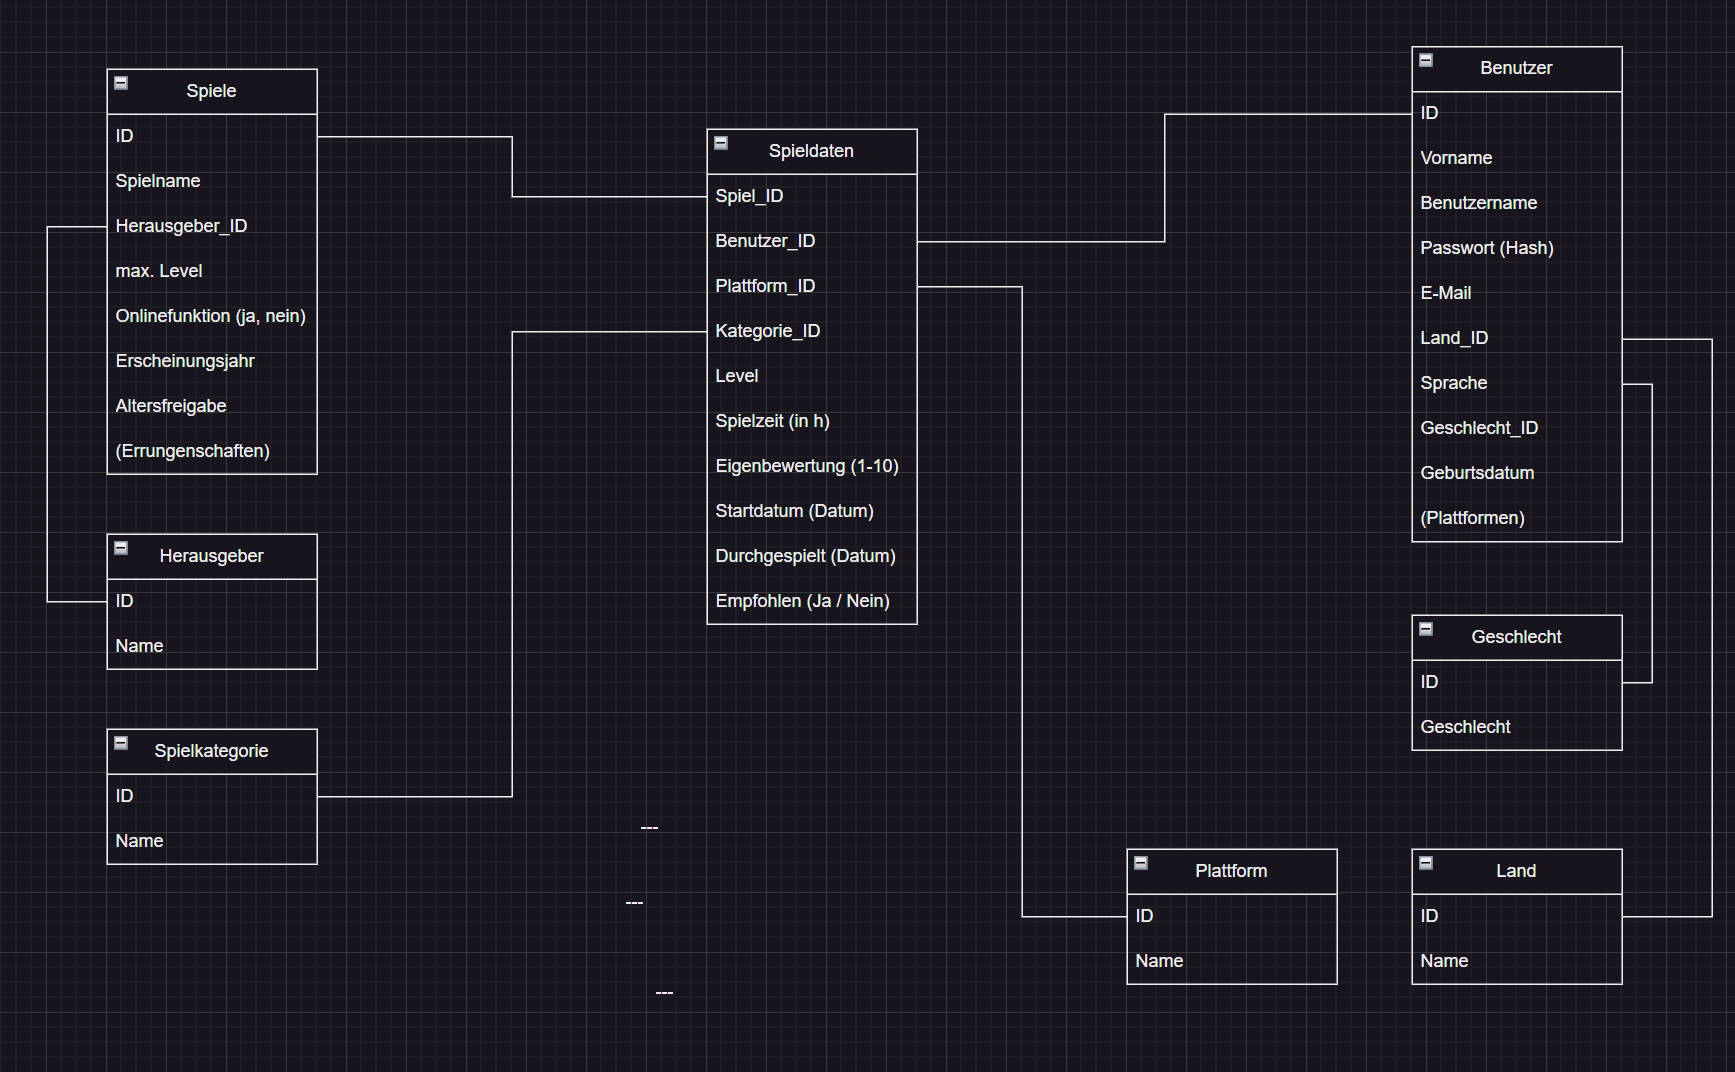 Spiele
ID
Spielname
Herausgeber_ID
max. Level
Onlinefunktion (ja, nein)
Erscheinungsjahr
Altersfreigabe
(Errungenschaften)
Herausgeber
ID
Name
Spielkategorie
ID
Name
Spieldaten
Spiel_ID
Benutzer_ID
Plattform_ID
Kategorie_ID
Level
Spielzeit (in h)
Eigenbewertung (1-10)
Startdatum (Datum)
Durchgespielt (Datum)
Empfohlen (Ja / Nein)
---
---
---
Benutzer
ID
Vorname
Benutzername
Passwort (Hash)
E-Mail
Land_ID
Sprache
Geschlecht_ID
Geburtsdatum
(Plattformen)
Geschlecht
ID
Geschlecht
Plattform
ID
Name
Land
ID
Name